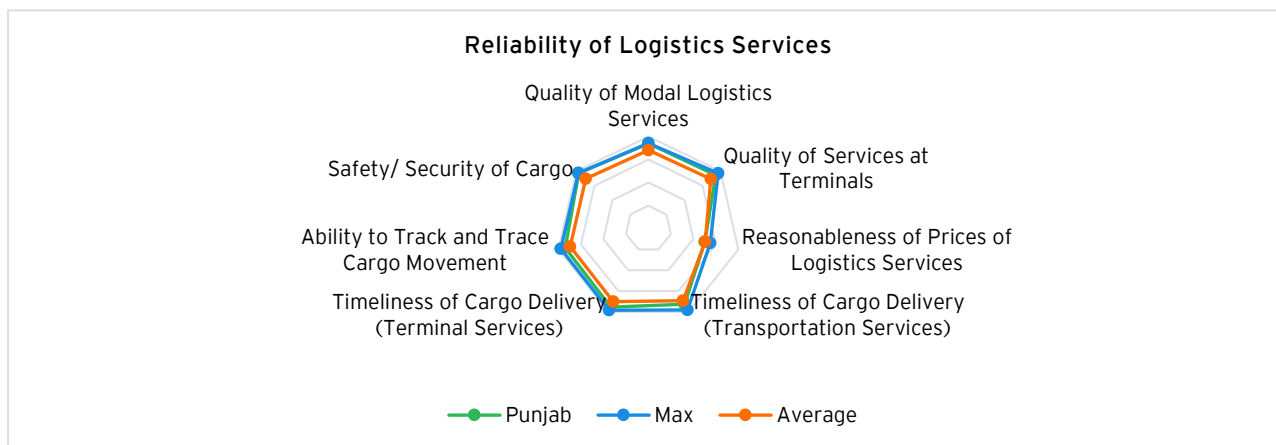 Reliability of Logistics Services
Quality of Modal Logistics
Services
Quality of Services at
Terminals
Reasonableness of Prices of
Logistics Services
Timeliness of Cargo Delivery
(Transportation Services)
Timeliness of Cargo Delivery
(Terminal Services)
Ability to Track and Trace
Cargo Movement
Safety/ Security of Cargo
Punjab
Max
Average